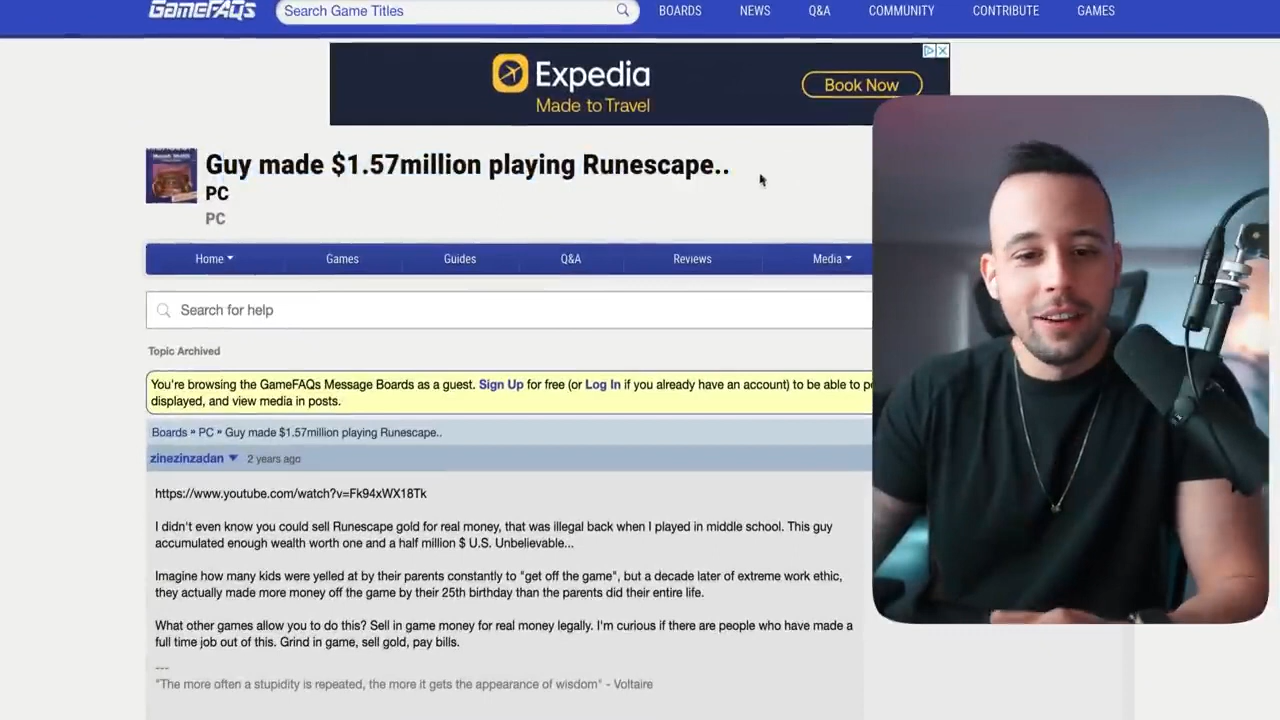 GameFAQs
Search Game Titles
BOARDS NEWS Q&A COMMUNITY CONTRIBUTE GAMES
Expedia
Made to Travel
Book Now
Guy made $1.57million playing Runescape..
PC
PC
Home Games Guides Q&A Reviews Media
Search for help
Topic Archived
You're browsing the GameFAQs Message Boards as a guest. Sign Up for free (or Log In if you already have an account) to be able to
displayed, and view media in posts.
Boards » PC » Guy made $1.57million playing Runescape..
zinezinzadan 2 years ago
https://www.youtube.com/watch?v=Fk94xWX18Tk
I didn't even know you could sell Runescape gold for real money, that was illegal back when I played in middle school. This guy
accumulated enough wealth worth one and a half million $ U.S. Unbelievable...
Imagine how many kids were yelled at by their parents constantly to "get off the game", but a decade later of extreme work ethic,
they actually made more money off the game by their 25th birthday than the parents did their entire life.
What other games allow you to do this? Sell in game money for real money legally. I'm curious if there are people who have made a
full time job out of this. Grind in game, sell gold, pay bills.
---
"The more often a stupidity is repeated, the more it gets the appearance of wisdom" - Voltaire